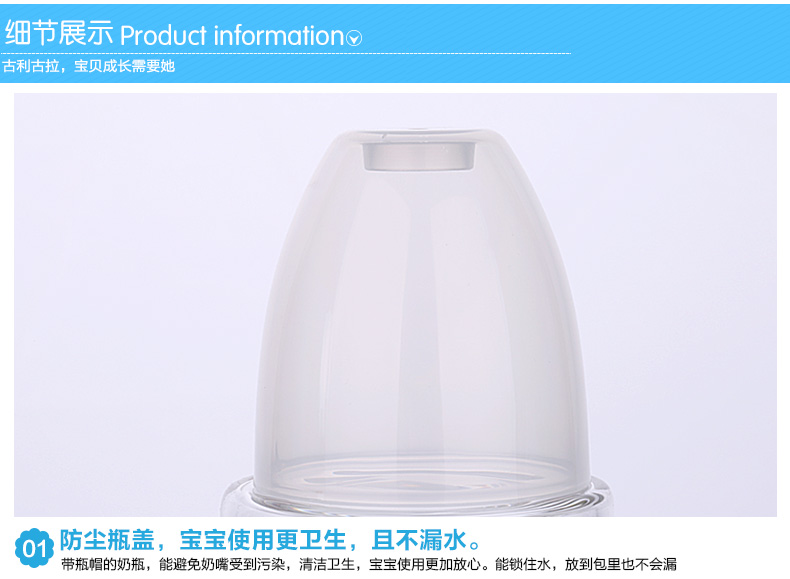 细节展示 Product information
古利古拉，宝贝成长需要她
01 防尘瓶盖，宝宝使用更卫生，且不漏水。
带瓶帽的奶瓶，能避免奶嘴受到污染，清洁卫生，宝宝使用更加放心。能锁住水，放到包里也不会漏